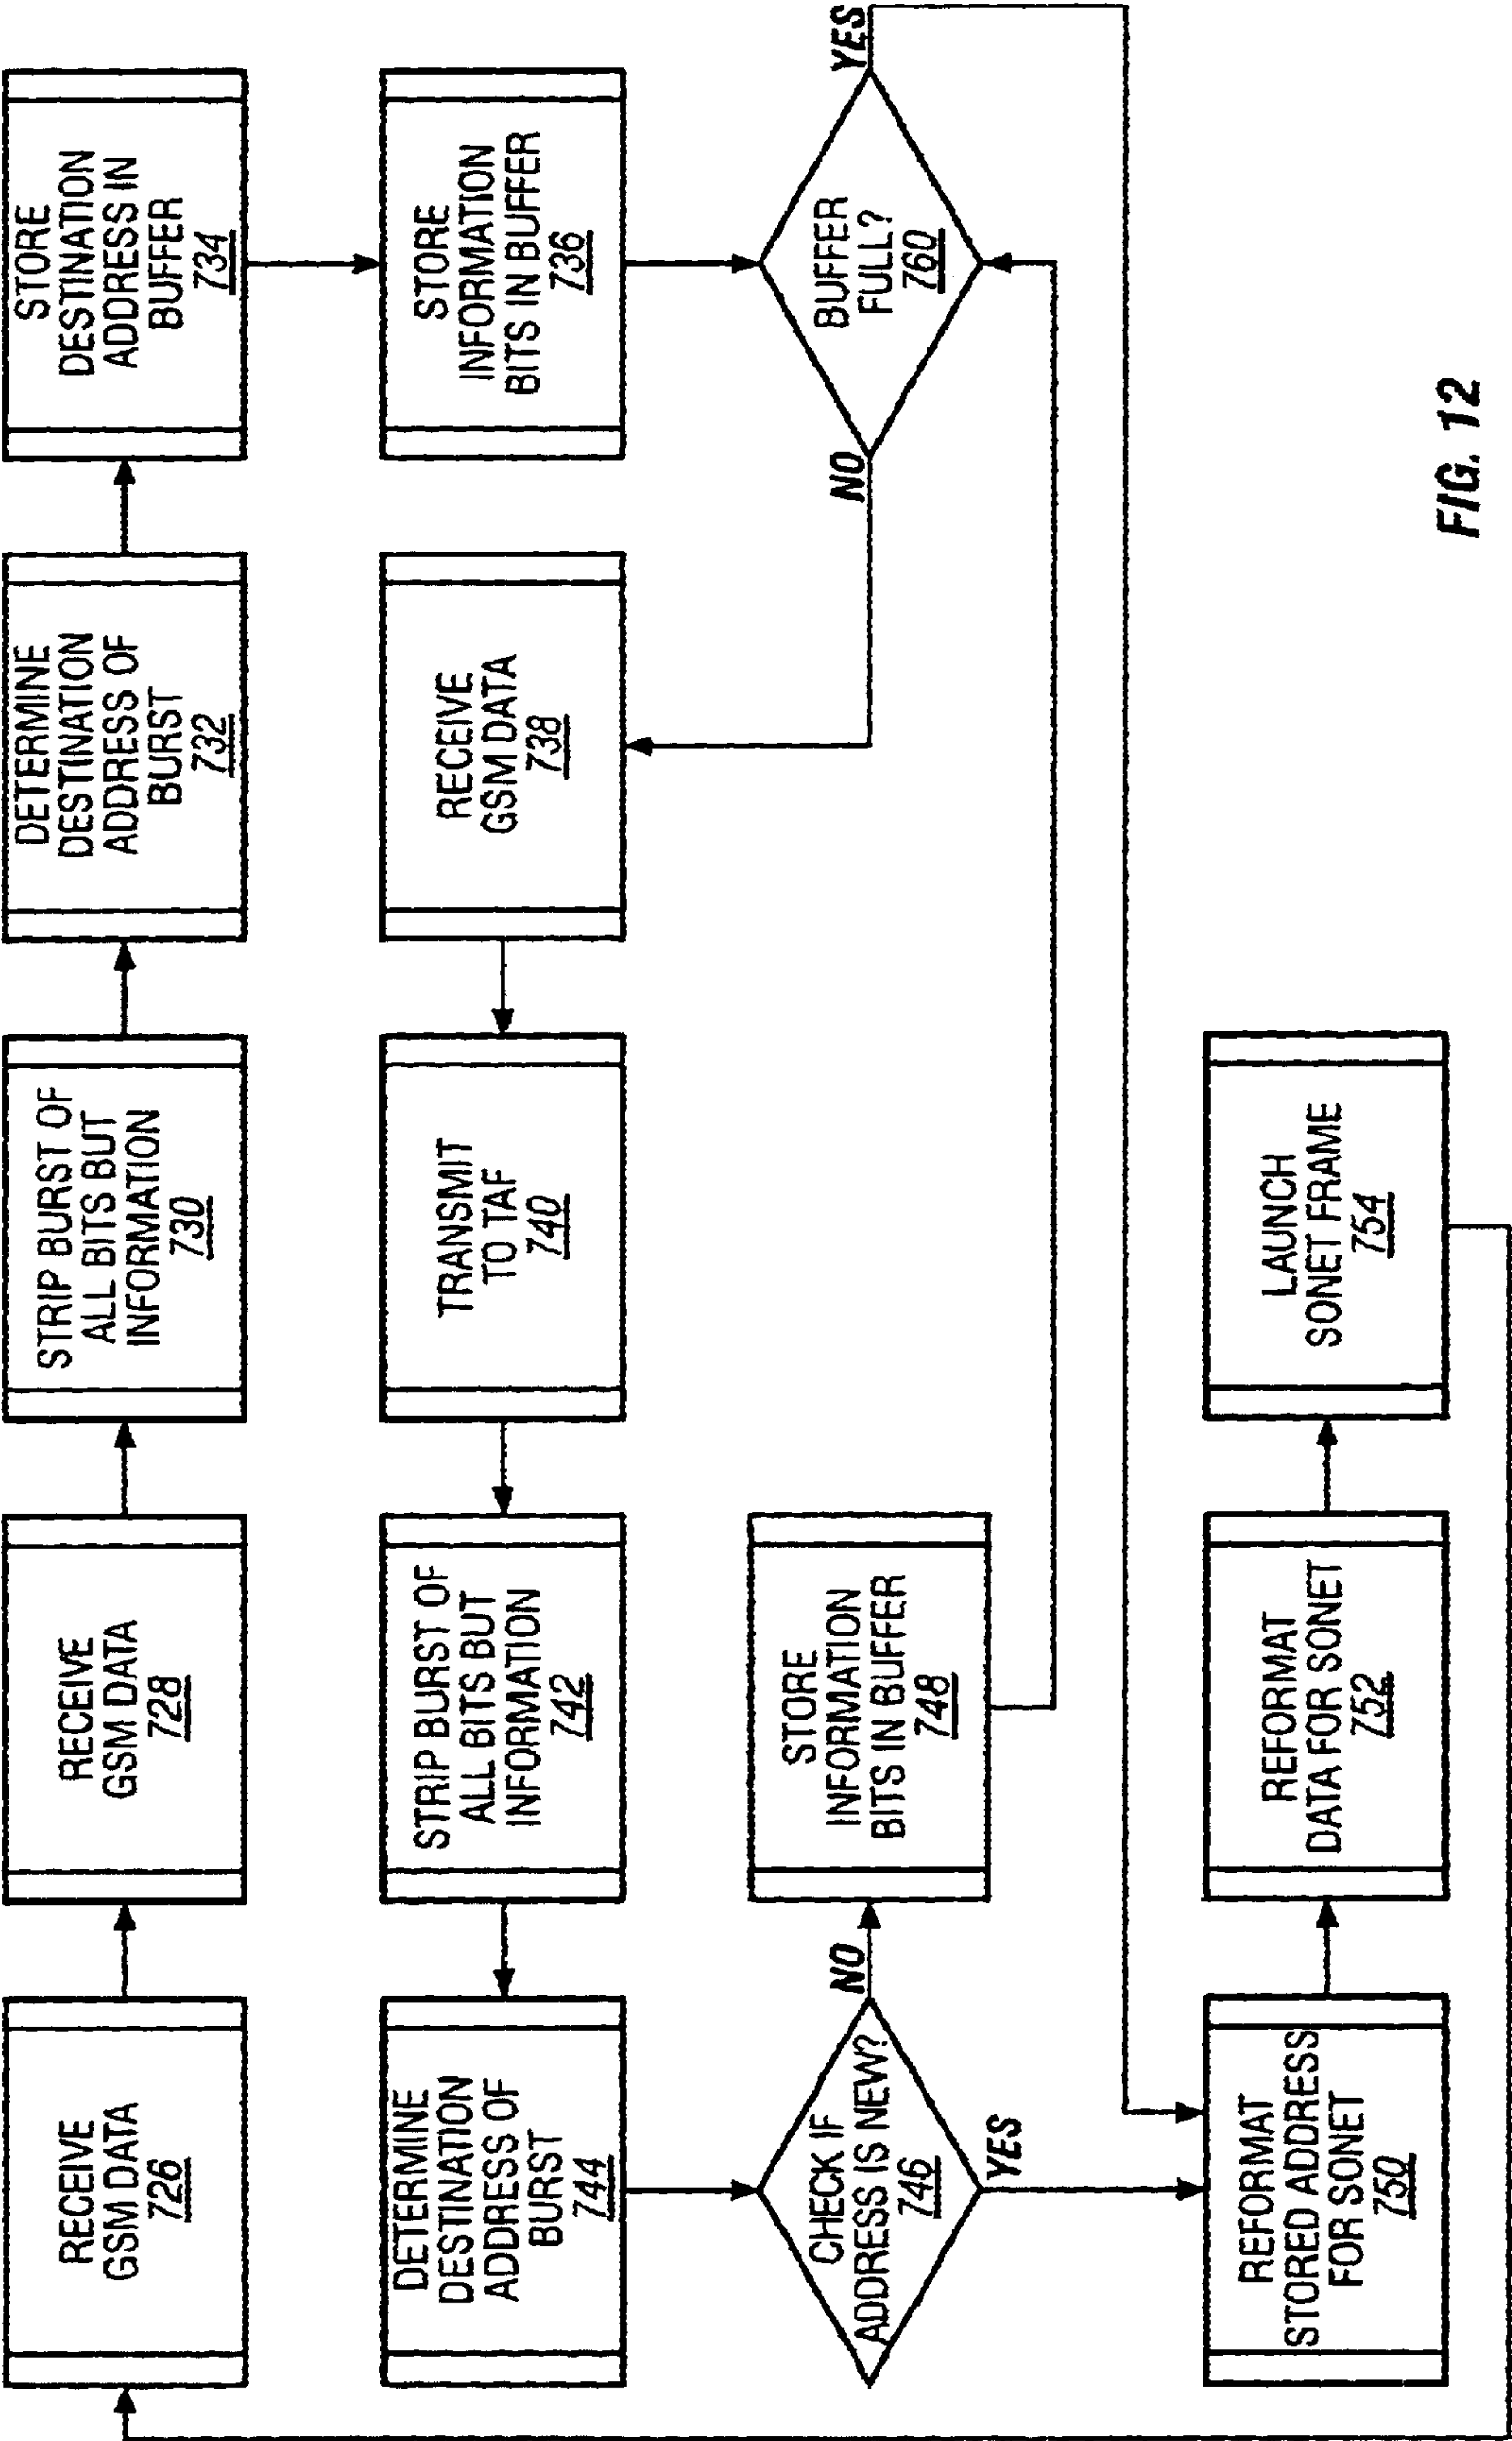 RECEIVE
GSM DATA
726
RECEIVE
GSM DATA
728
STRIP BURST OF
ALL BITS BUT
INFORMATION
730
DETERMINE
DESTINATION
ADDRESS OF
BURST
732
STORE
DESTINATION
ADDRESS IN
BUFFER
734
DETERMINE
DESTINATION
ADDRESS OF
BURST
744
STRIP BURST OF
ALL BITS BUT
INFORMATION
742
TRANSMIT
TO TAF
740
RECEIVE
GSM DATA
738
STORE
INFORMATION
BITS IN BUFFER
736
CHECK IF
ADDRESS IS NEW?
746
NO
YES
STORE
INFORMATION
BITS IN BUFFER
748
NO
BUFFER
FULL?
760
YES
REFORMAT
STORED ADDRESS
FOR SONET
750
REFORMAT
DATA FOR SONET
752
LAUNCH
SONET FRAME
754
FIG. 12